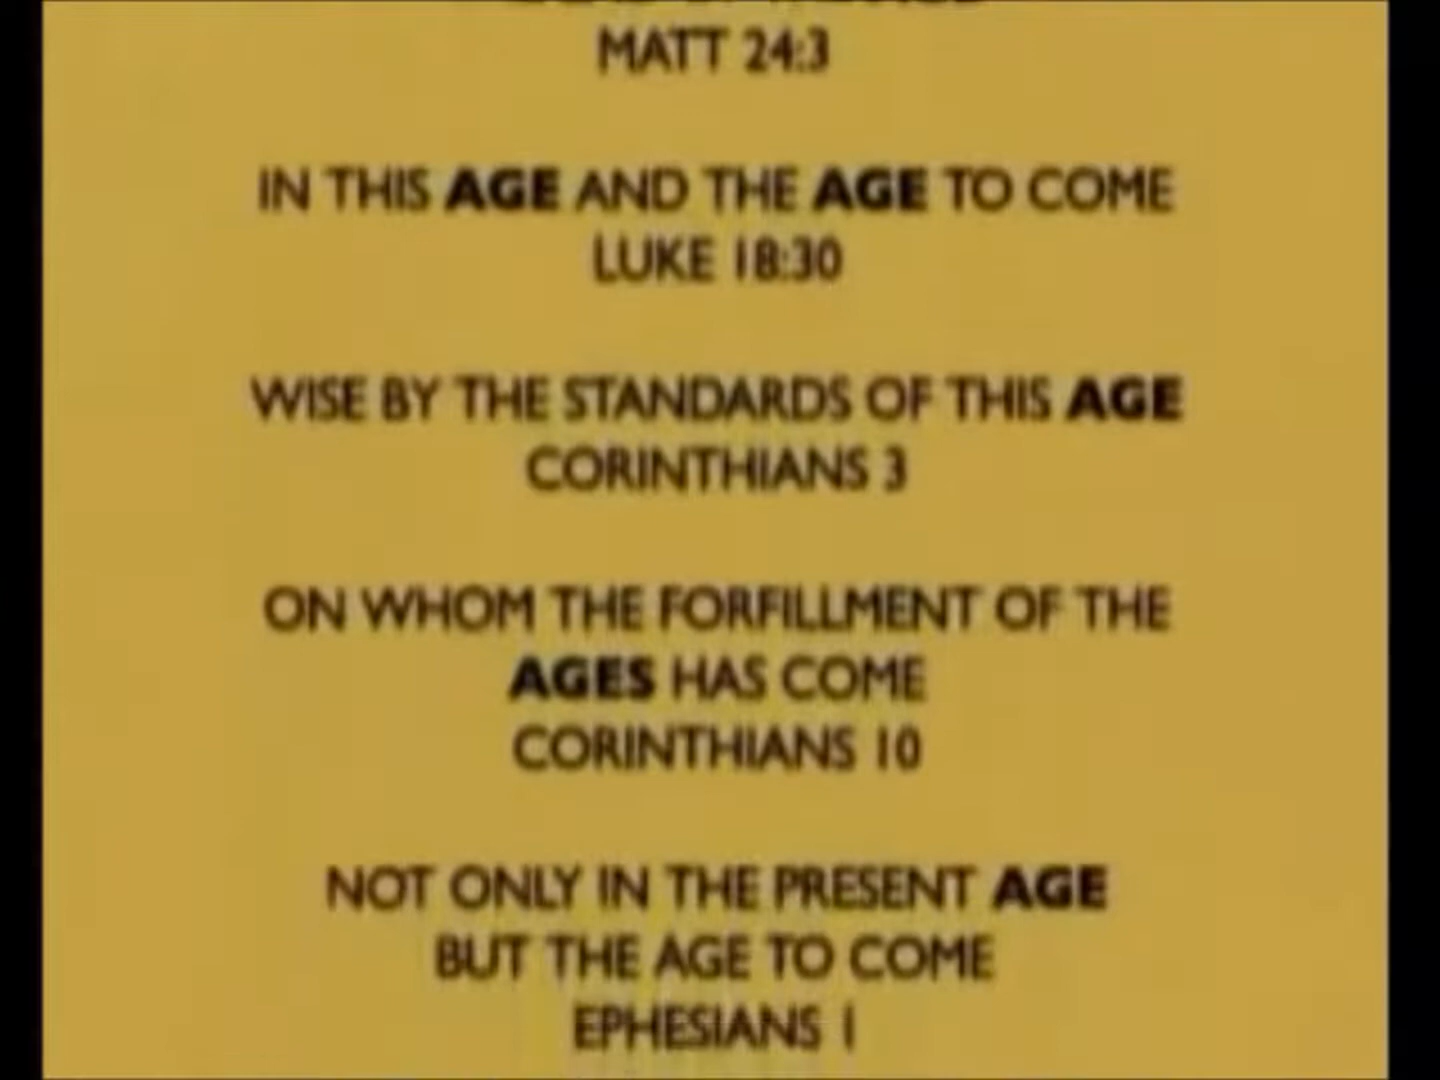 MATT 24:3
IN THIS AGE AND THE AGE TO COME
LUKE 18:30
WISE BY THE STANDARDS OF THIS AGE
CORINTHIANS 3
ON WHOM THE FORFILLMENT OF THE
AGES HAS COME
CORINTHIANS 10
NOT ONLY IN THE PRESENT AGE
BUT THE AGE TO COME
EPHESIANS 1